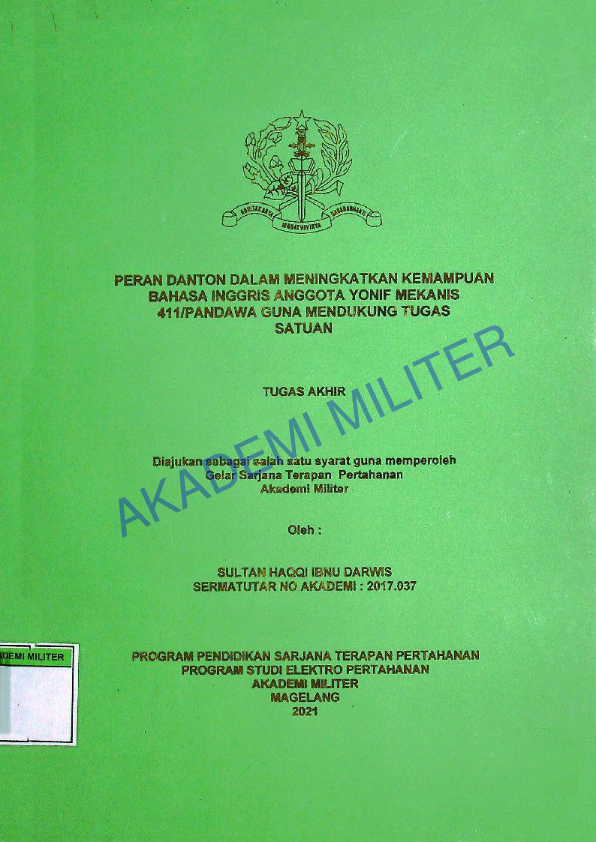 PERAN DANTON DALAM MENINGKATKAN KEMAMPUAN
BAHASA INGGRIS ANGGOTA YONIF MEKANIS
411/PANDAWA GUNA MENDUKUNG TUGAS
SATUAN
TUGAS AKHIR
AKADEMI MILITER
Diajukan sebagai salah satu syarat guna memperoleh
Gelar Sarjana Terapan Pertahanan
Akademi Militer
Oleh :
SULTAN HAQQI IBNU DARWIS
SERMATUTAR NO AKADEMI : 2017.037
ADEMI MILITER
PROGRAM PENDIDIKAN SARJANA TERAPAN PERTAHANAN
PROGRAM STUDI ELEKTRO PERTAHANAN
AKADEMI MILITER
MAGELANG
2021